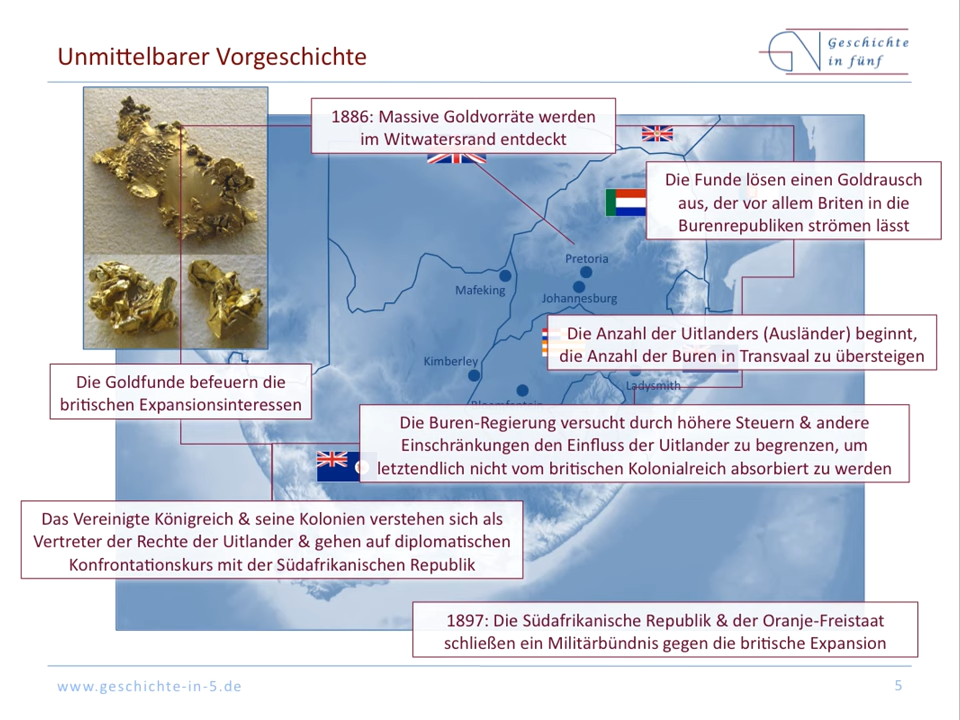 Unmittelbarer Vorgeschichte
Geschichte
in fünf
1886: Massive Goldvorräte werden
im Witwatersrand entdeckt
Die Funde lösen einen Goldrausch
aus, der vor allem Briten in die
Burenrepubliken strömen lässt
Pretoria
Mafeking
Johannesburg
Die Anzahl der Uitlanders (Ausländer) beginnt,
die Anzahl der Buren in Transvaal zu übersteigen
Kimberley
Ladysmith
Die Goldfunde befeuern die
britischen Expansionsinteressen
Bloemfontein
Die Buren-Regierung versucht durch höhere Steuern & andere
Einschränkungen den Einfluss der Uitlander zu begrenzen, um
letztendlich nicht vom britischen Kolonialreich absorbiert zu werden
Das Vereinigte Königreich & seine Kolonien verstehen sich als
Vertreter der Rechte der Uitlander & gehen auf diplomatischen
Konfrontationskurs mit der Südafrikanischen Republik
1897: Die Südafrikanische Republik & der Oranje-Freistaat
schließen ein Militärbündnis gegen die britische Expansion
www.geschichte-in-5.de
5